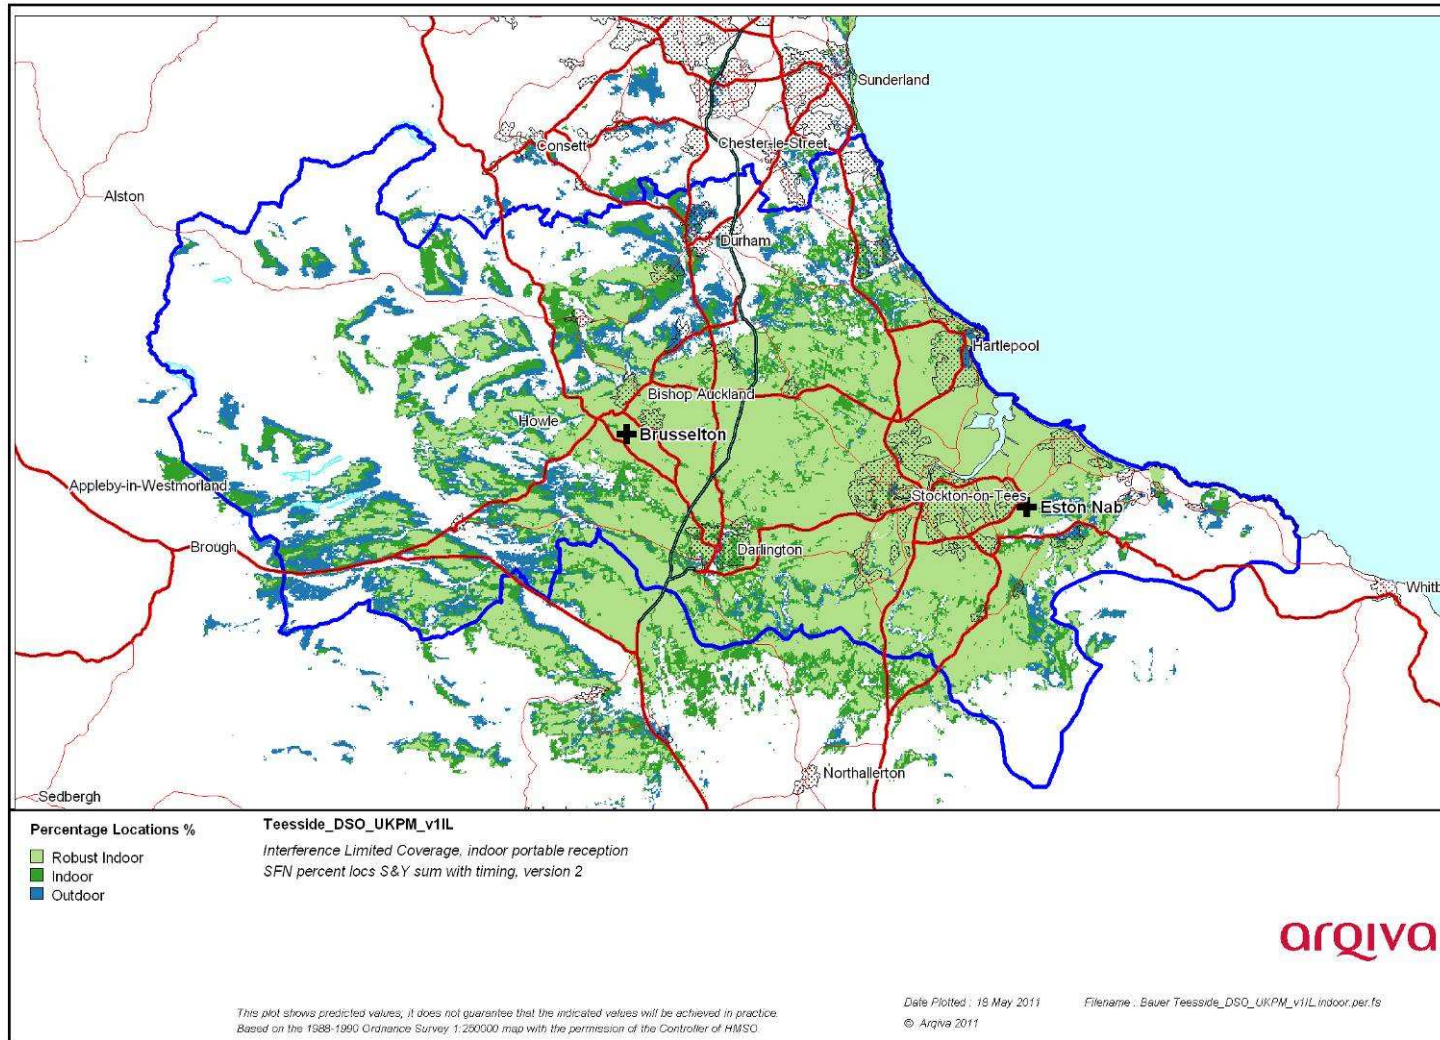 Sunderland
Chester-le-Street
Consett
Alston
Durham
Hartlepool
Bishop Auckland
Howle
Brusselton
Appleby-in-Westmorland
Stockton-on-Tees
Eston Nab
Brough
Darlington
Whitb
Northallerton
Sedbergh
Percentage Locations %
Robust Indoor
Indoor
Outdoor
Teesside_DSO_UKPM_v1IL
Interference Limited Coverage, indoor portable reception
SFN percent locs S&Y sum with timing, version 2
arqiva
This plot shows predicted values; it does not guarantee that the indicated values will be achieved in practice.
Based on the 1988-1990 Ordnance Survey 1:250000 map with the permission of the Controller of HMSO
Date Plotted : 18 May 2011
Filename : Bauer Teesside_DSO_UKPM_v1IL.indoor.per.fs
© Arqiva 2011